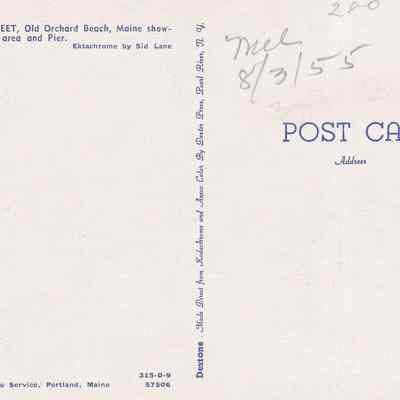 EET, Old Orchard Beach, Maine show-
area and Pier.
Ektachrome by Sid Lane
200
8/3/55
POST CA
Address
Dextone Made Direct from Kodachrome and Ansco Color By Dexter Press, Pearl River, N. Y.
315-D-9
o Service, Portland, Maine 57506